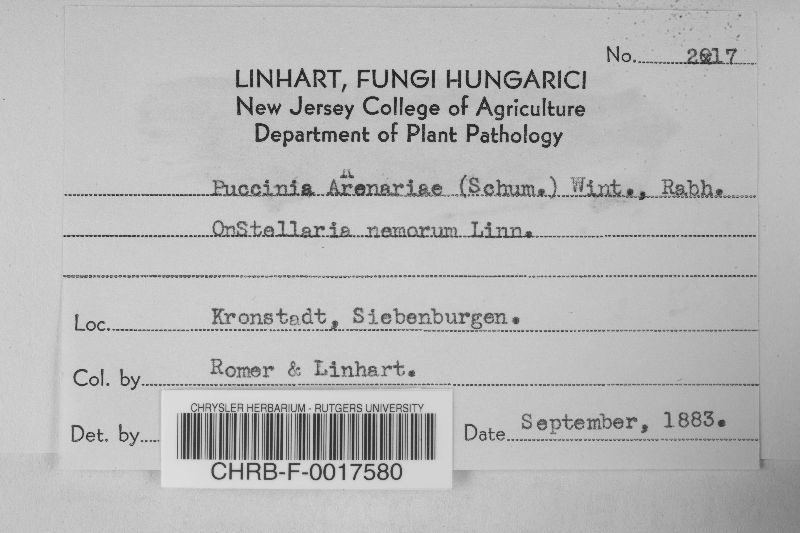 No. 2017
LINHART, FUNGI HUNGARICI
New Jersey College of Agriculture
Department of Plant Pathology
Puccinia Arenariae (Schum.) Wint., Rabh.
OnStellaria nemorum Linn.
Loc. Kronstadt, Siebenburgen.
Col. by Romer & Linhart.
Det. by
Date September, 1883.
CHRYSLER HERBARIUM - RUTGERS UNIVERSITY
CHRB-F-0017580